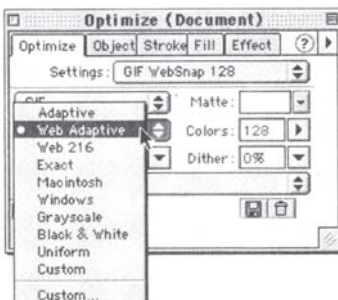 Optimize (Document)
Optimize Object Stroke Fill Effect ?
Settings: GIF WebSnap 128
Matte:
Adaptive
Web Adaptive Colors: 128
Web 216 Dither: 0%
Exact
Macintosh
Windows
Grayscale
Black & White
Uniform
Custom
Custom...